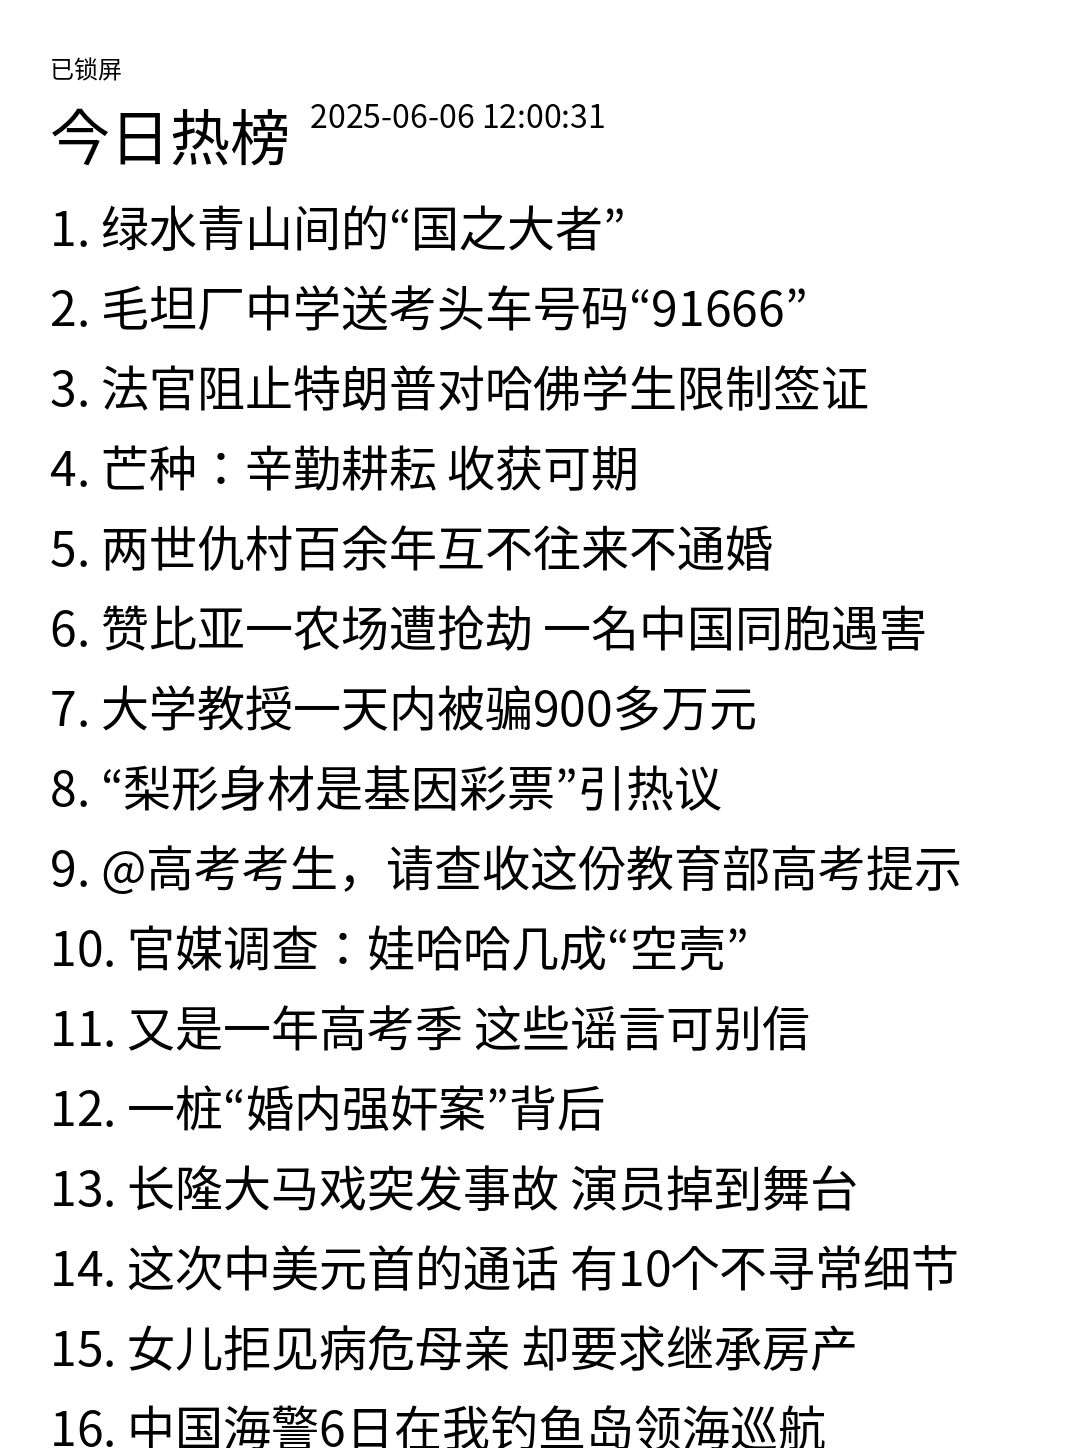 已锁屏
今日热榜 2025-06-06 12:00:31
1. 绿水青山间的“国之大者”
2. 毛坦厂中学送考头车号码“91666”
3. 法官阻止特朗普对哈佛学生限制签证
4. 芒种：辛勤耕耘 收获可期
5. 两世仇村百余年互不往来不通婚
6. 赞比亚一农场遭抢劫 一名中国同胞遇害
7. 大学教授一天内被骗900多万元
8. “梨形身材是基因彩票”引热议
9. @高考考生，请查收这份教育部高考提示
10. 官媒调查：娃哈哈几成“空壳”
11. 又是一年高考季 这些谣言可别信
12. 一桩“婚内强奸案”背后
13. 长隆大马戏突发事故 演员掉到舞台
14. 这次中美元首的通话 有10个不寻常细节
15. 女儿拒见病危母亲 却要求继承房产
16. 中国海警6日在我钓鱼岛领海巡航